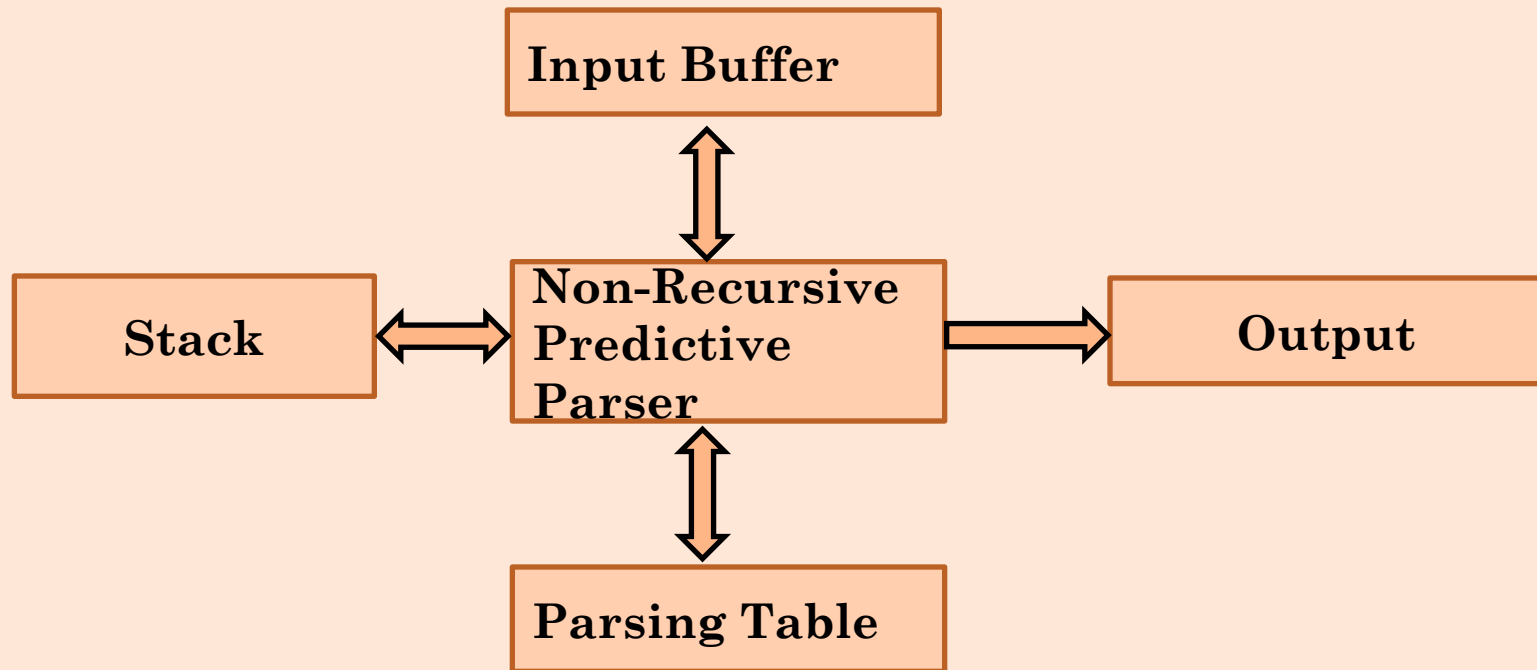 Input Buffer
Stack
Non-Recursive
Predictive
Parser
Output
Parsing Table